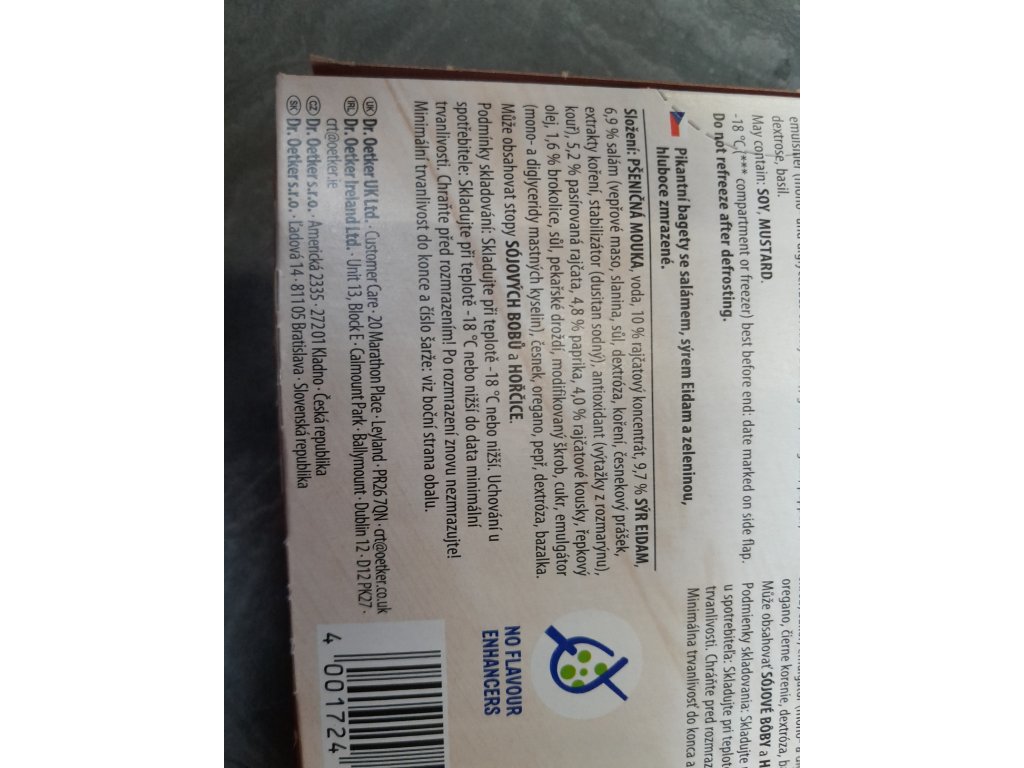 dextrose, basil.
May contain: SOY, MUSTARD.
-18 °C (*** compartment or freezer) best before end: date marked on side flap.
Do not refreeze after defrosting.
Pikantní bagety se salámem, sýrem Eidam a zeleninou,
hluboce zmrazené.
Složení: PŠENIČNÁ MOUKA, voda, 10 % rajčatový koncentrát, 9,7 % SÝR EIDAM,
6,9 % salám (vepřové maso, slanina, sůl, dextróza, koření, česnekový prášek,
extrakty koření, stabilizátor (dusitan sodný), antioxidant (výtažky z rozmarýnu),
kouř), 5,2 % pasírovaná rajčata, 4,8 % paprika, 4,0 % rajčatové kousky, řepkový
olej, 1,6 % brokolice, sůl, pekařské droždí, modifikovaný škrob, cukr, emulgátor
(mono- a diglyceridy mastných kyselin), česnek, oregano, pepř, dextróza, bazalka.
Může obsahovat stopy SÓJOVÝCH BOBŮ a HOŘČICE.
Podmínky skladování: Skladujte při teplotě -18 °C nebo nižší. Uchování u
spotřebitele: Skladujte při teplotě -18 °C nebo nižší do data minimální
trvanlivosti. Chraňte před rozmrazením! Po rozmrazení znovu nezmrazujte!
Minimální trvanlivost do konce a číslo šarže: viz boční strana obalu.
UK Dr. Oetker UK Ltd. · Customer Care · 20 Marathon Place · Leyland · PR26 7QN · crt@oetker.co.uk
IRL Dr. Oetker Ireland Ltd. · Unit 13, Block E · Calmount Park · Ballymount · Dublin 12 · D12 PK27 ·
crt@oetker.ie
CZ Dr. Oetker s.r.o. · Americká 2335 · 272 01 Kladno · Česká republika
SK Dr. Oetker s.r.o. · Ľadová 14 · 811 05 Bratislava · Slovenská republika
oregano, čierne korenie, dextróza,
Môže obsahovať SÓJOVÉ BÔBY a
Podmienky skladovania: Skladujte
u spotrebiteľa: Skladujte pri
trvanlivosti. Chráňte pred
Minimálna trvanlivosť do konca a
NO FLAVOUR
ENHANCERS
4 001724